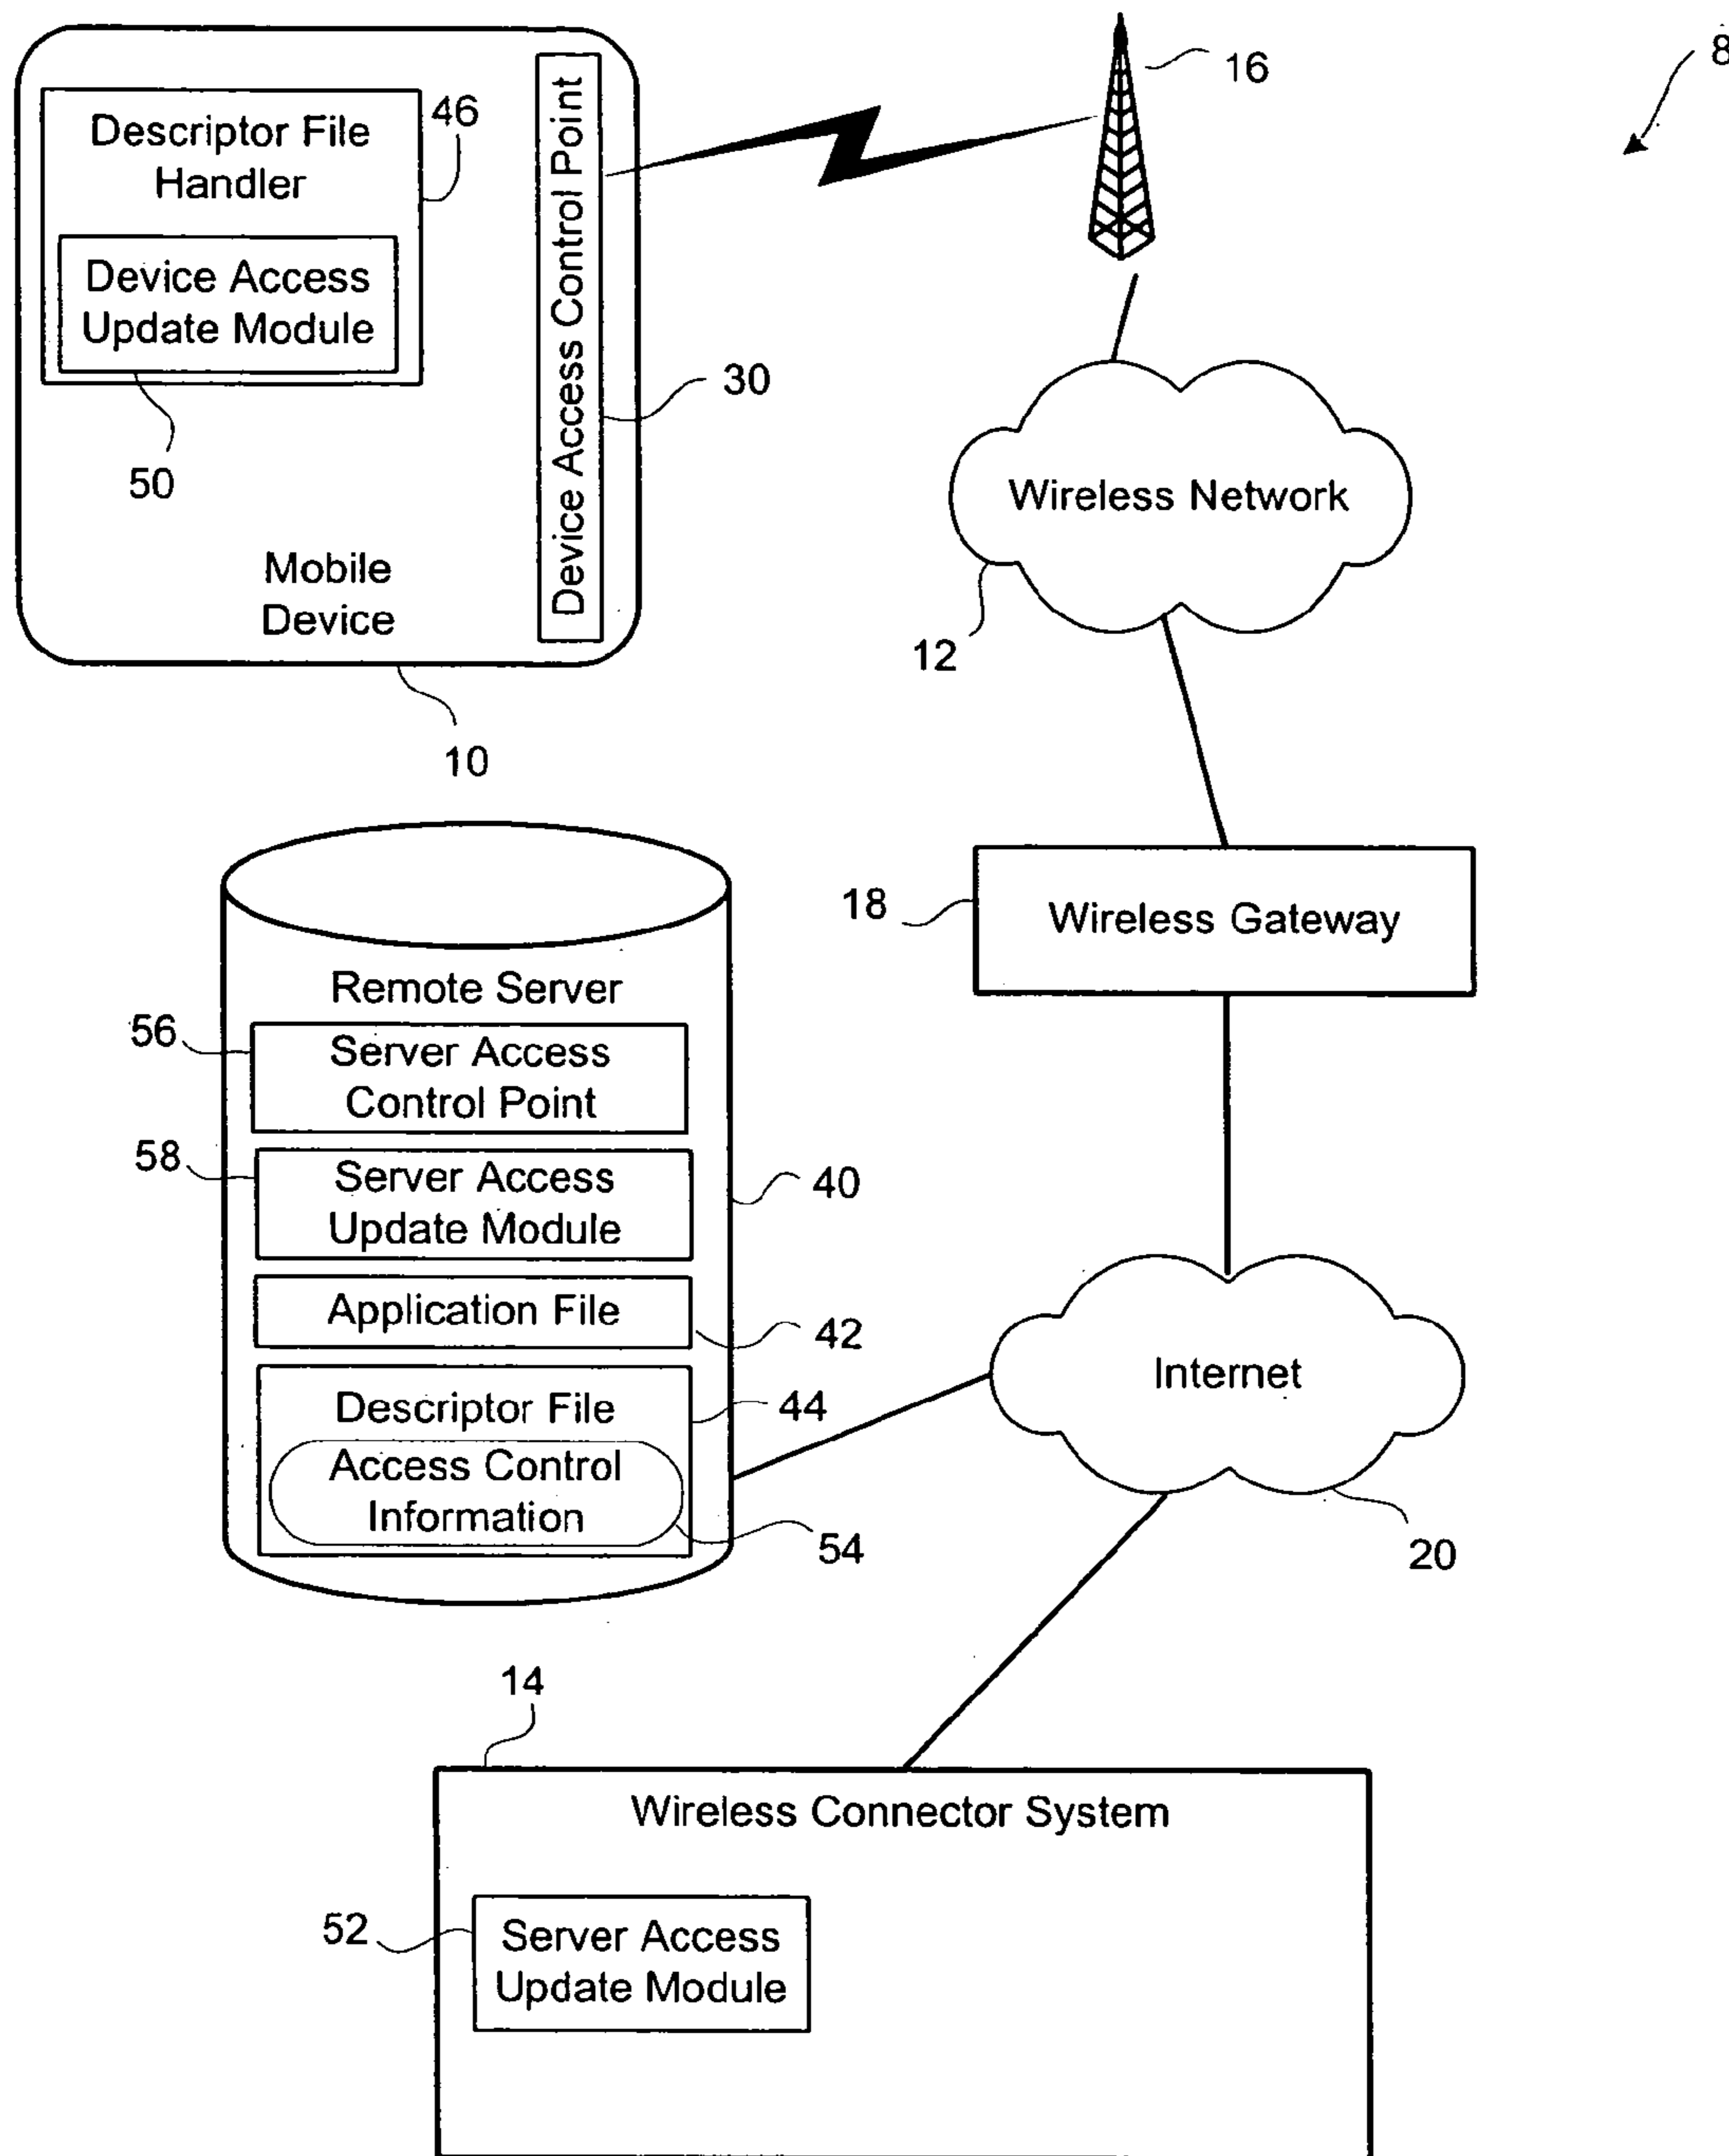 8
16
Descriptor File
Handler
46
Device Access
Update Module
50
Device Access Control Point
30
Mobile
Device
10
Wireless Network
12
18
Wireless Gateway
Remote Server
56
Server Access
Control Point
58
Server Access
Update Module
40
Application File
42
Descriptor File
44
Access Control
Information
54
Internet
20
14
Wireless Connector System
52
Server Access
Update Module